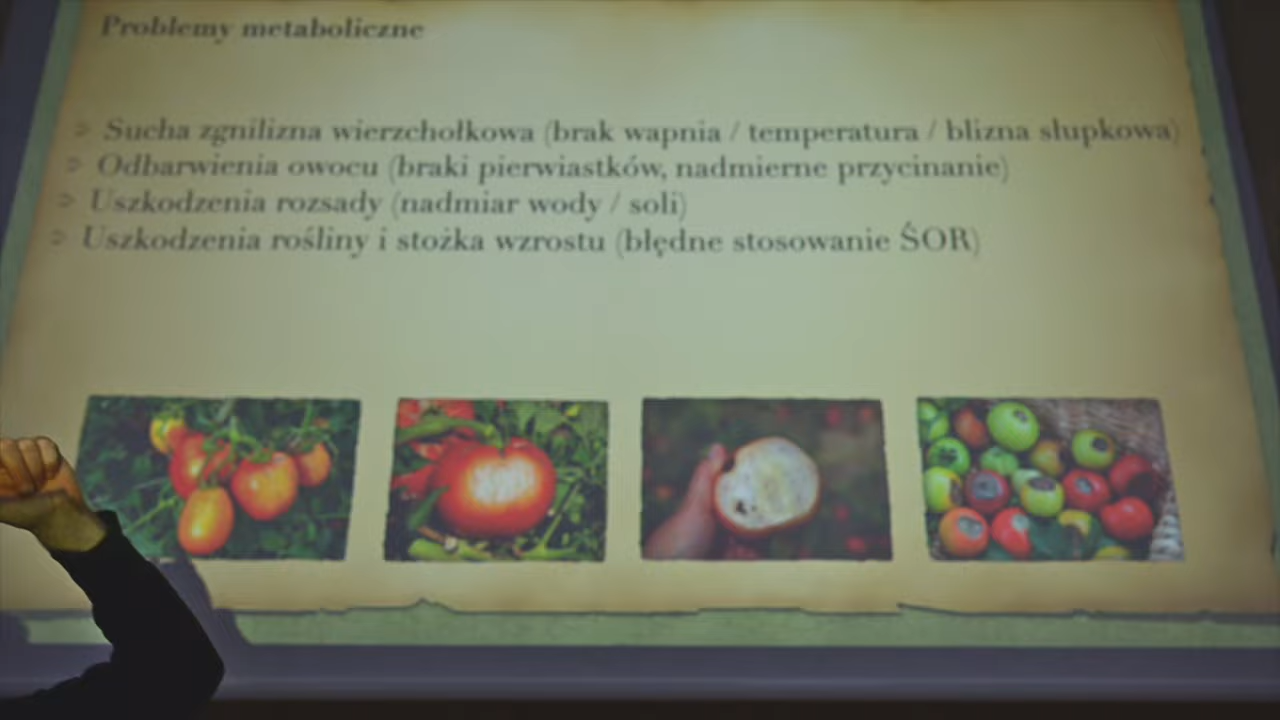 Problemy metaboliczne
Sucha zgnilizna wierzchołkowa (brak wapnia / temperatura / blizna słupkowa)
Odbarwienia owocu (braki pierwiastków, nadmierne przycinanie)
Uszkodzenia rozsady (nadmiar wody / soli)
Uszkodzenia rośliny i stożka wzrostu (błędne stosowanie ŚOR)